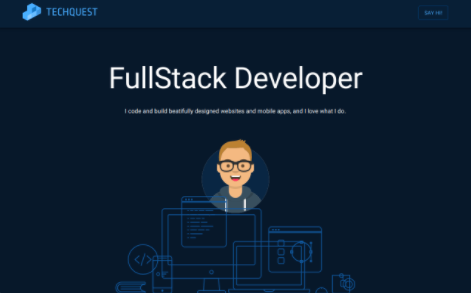 TECHQUEST
SAY HI!
FullStack Developer
I code and build beatifully designed websites and mobile apps, and I love what I do.
</>